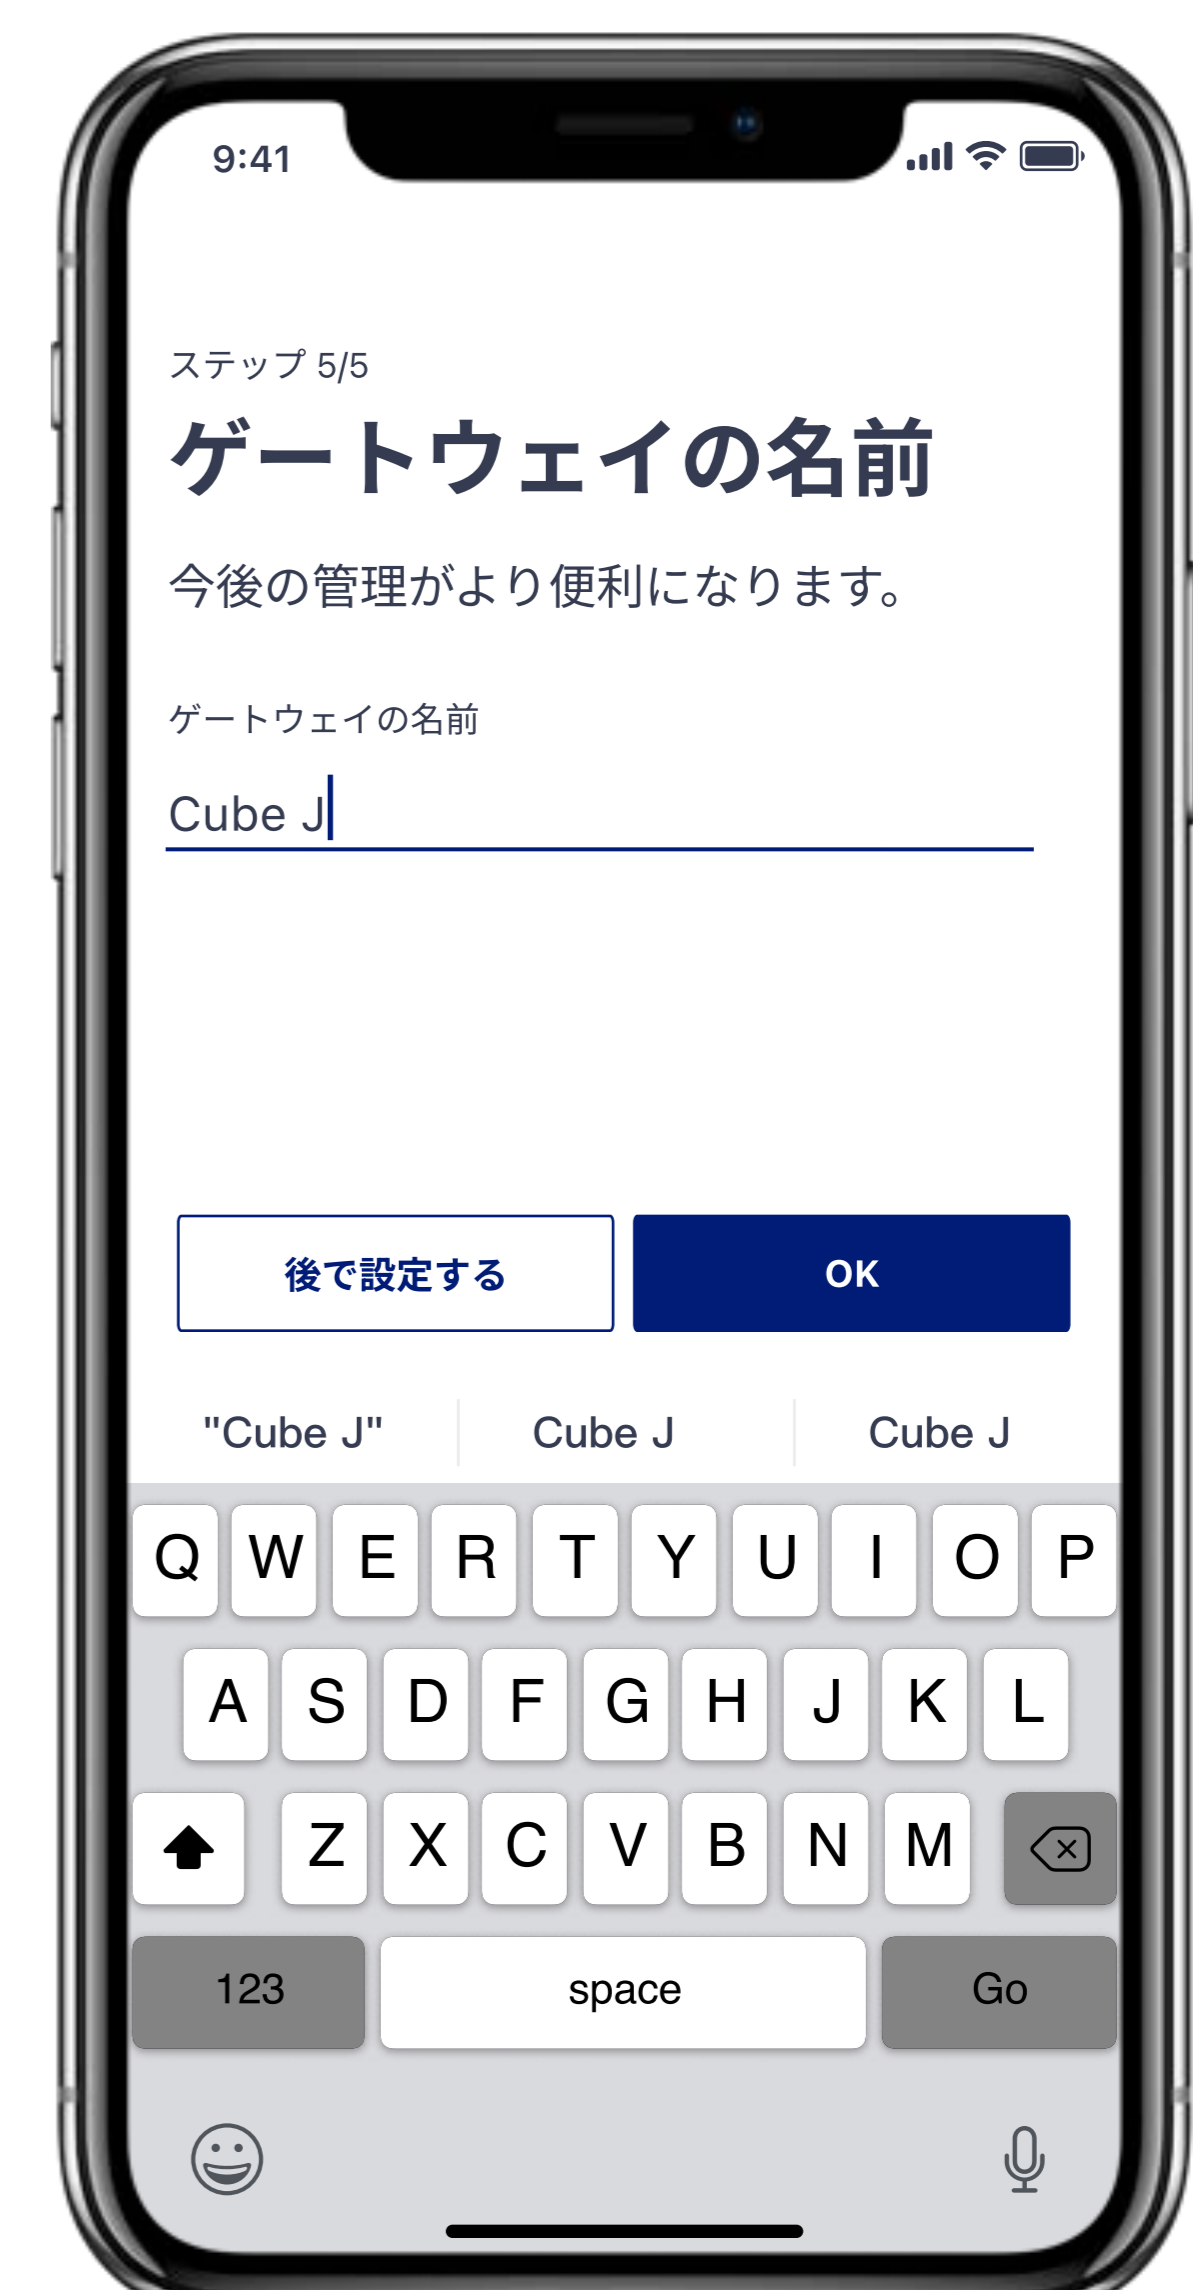 9:41
ステップ 5/5
ゲートウェイの名前
今後の管理がより便利になります。
ゲートウェイの名前
Cube J
後で設定する OK
"Cube J" Cube J Cube J
Q W E R T Y U I O P
A S D F G H J K L
Z X C V B N M
123 space Go